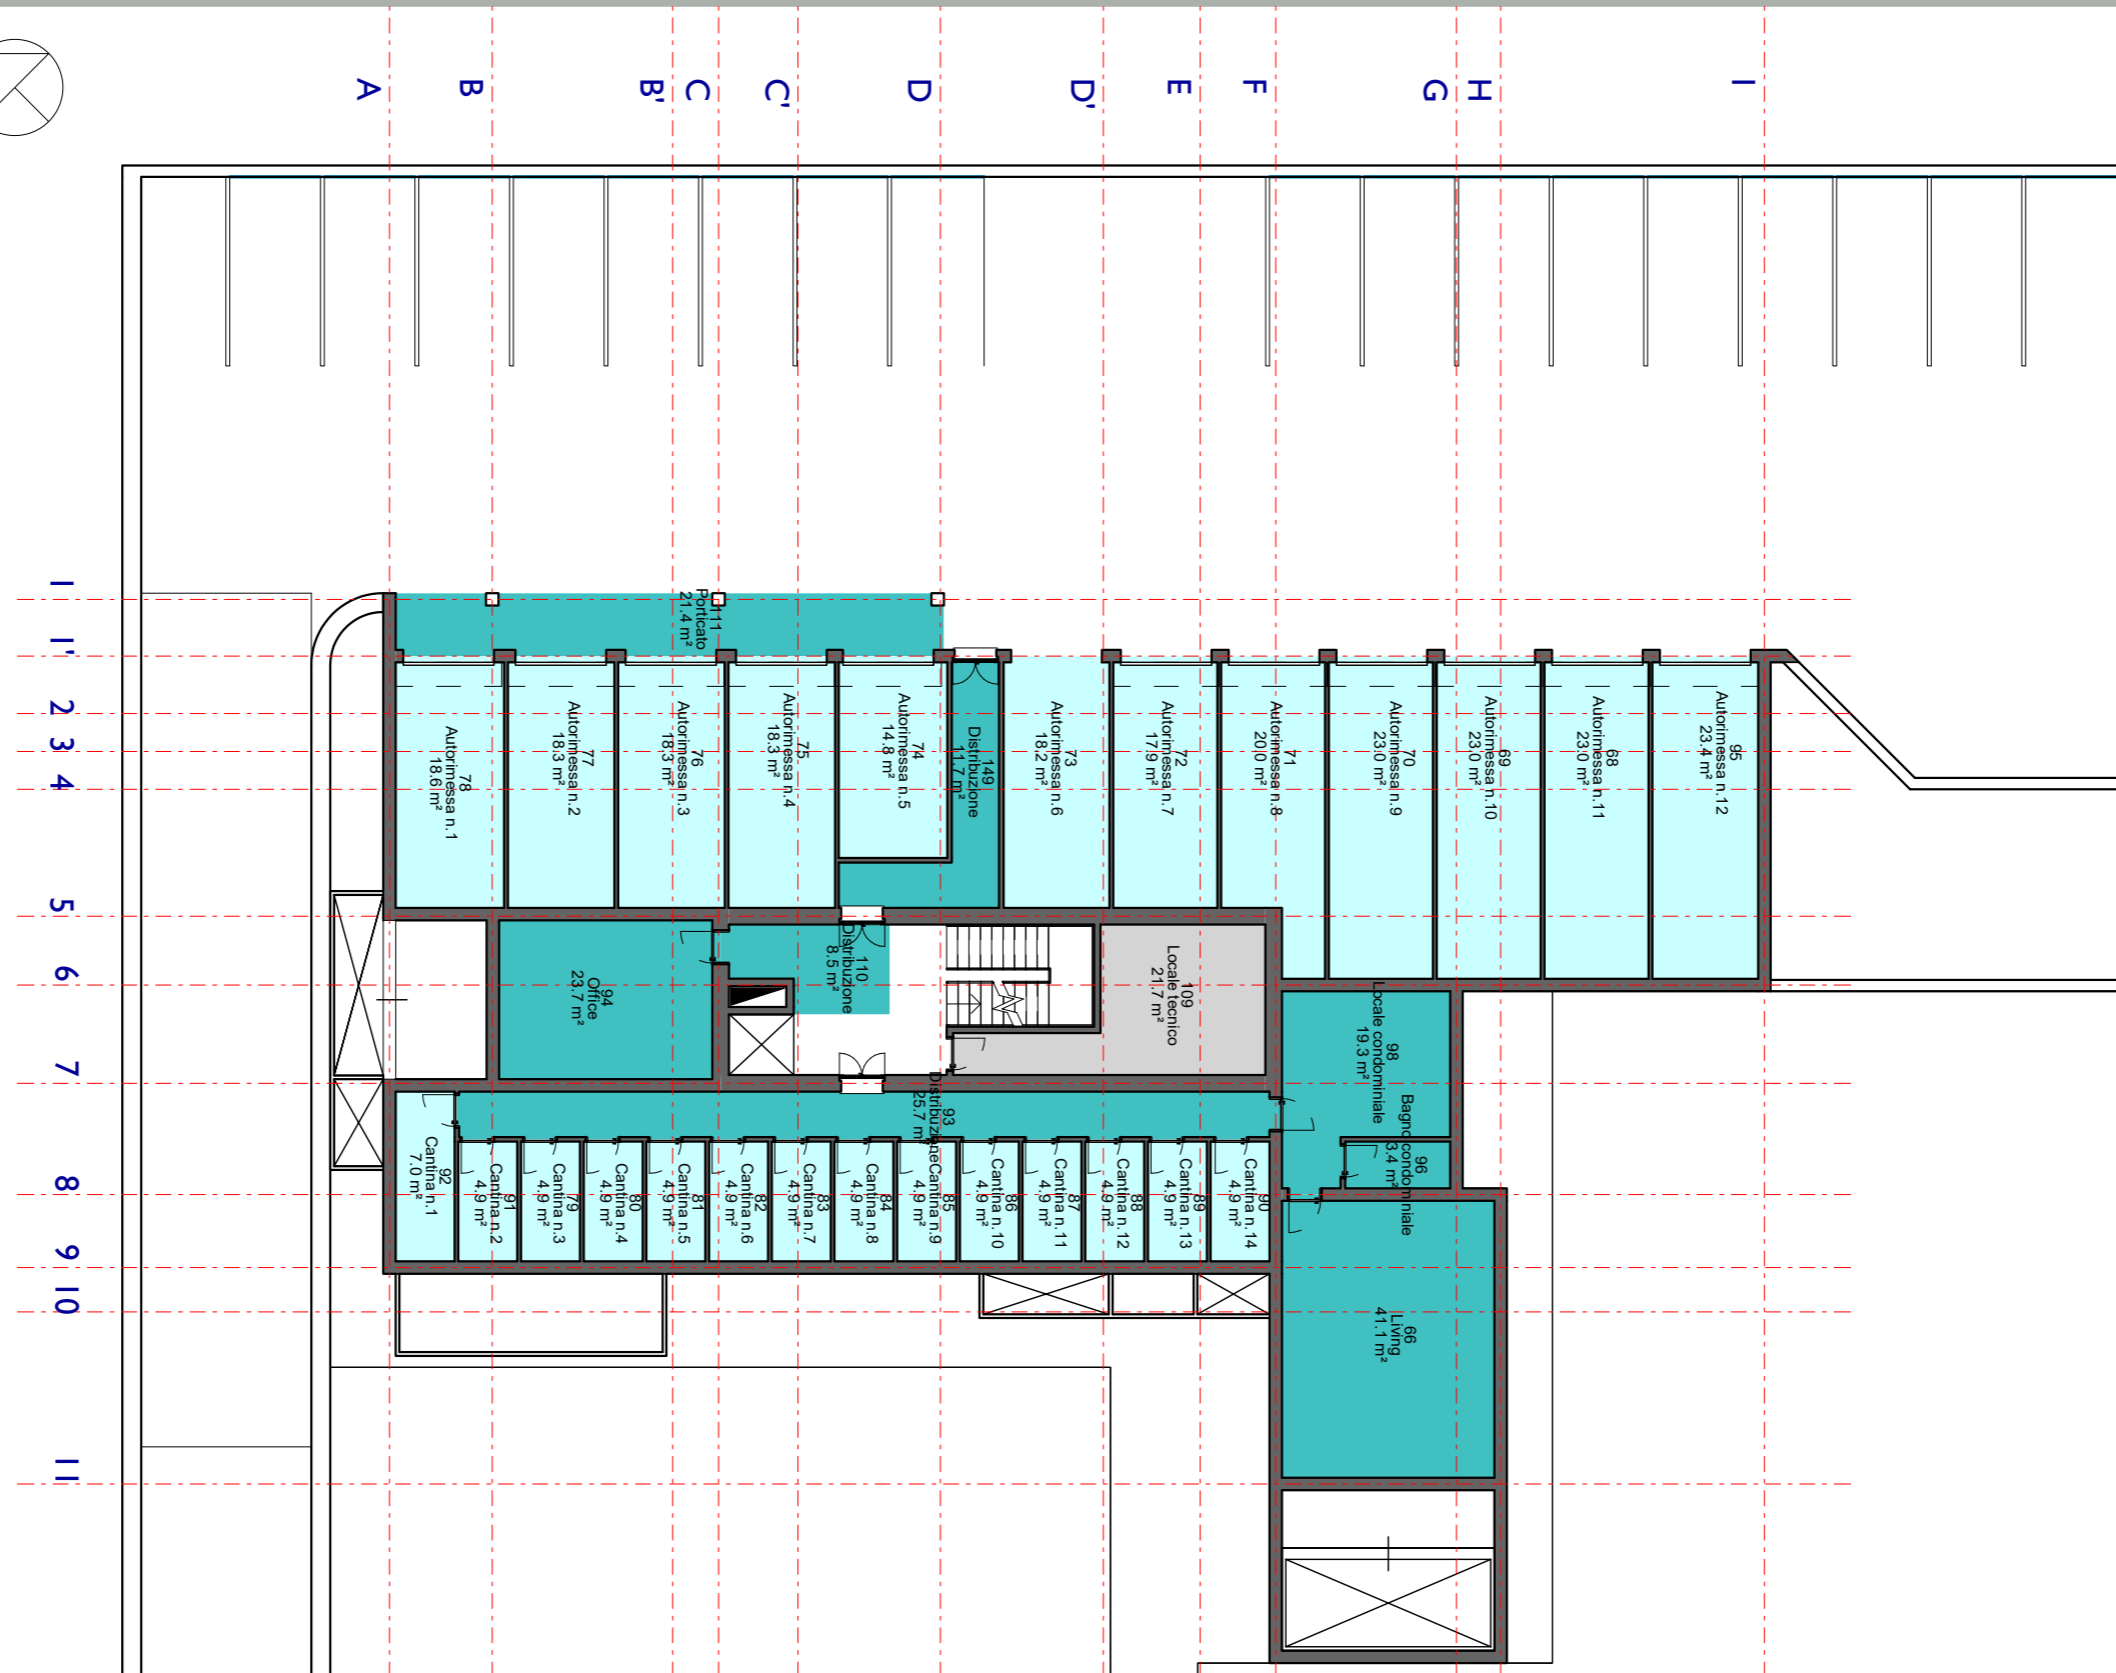 A
B
B'
C
C'
D
D'
E
F
G
H
I
I
I'
2
3
4
5
6
7
8
9
10
11
111
Porticato
21.4 m²
78
Autorimessa n.1
18.6 m²
77
Autorimessa n.2
18.3 m²
76
Autorimessa n.3
18.3 m²
75
Autorimessa n.4
18.3 m²
74
Autorimessa n.5
14.8 m²
149
Distribuzione
11.7 m²
73
Autorimessa n.6
18.2 m²
72
Autorimessa n.7
17.9 m²
71
Autorimessa n.8
20.0 m²
70
Autorimessa n.9
23.0 m²
69
Autorimessa n.10
23.0 m²
68
Autorimessa n.11
23.0 m²
95
Autorimessa n.12
23.4 m²
94
Office
23.7 m²
110
Distribuzione
8.5 m²
109
Locale tecnico
21.7 m²
98
Locale condominiale
19.3 m²
96
Bagno condominiale
3.4 m²
93
Distribuzione
25.7 m²
92
Cantina n.1
7.0 m²
91
Cantina n.2
4.9 m²
79
Cantina n.3
4.9 m²
80
Cantina n.4
4.9 m²
81
Cantina n.5
4.9 m²
82
Cantina n.6
4.9 m²
83
Cantina n.7
4.9 m²
84
Cantina n.8
4.9 m²
85
Cantina n.9
4.9 m²
86
Cantina n.10
4.9 m²
87
Cantina n.11
4.9 m²
88
Cantina n.12
4.9 m²
89
Cantina n.13
4.9 m²
90
Cantina n.14
4.9 m²
66
Living
41.1 m²